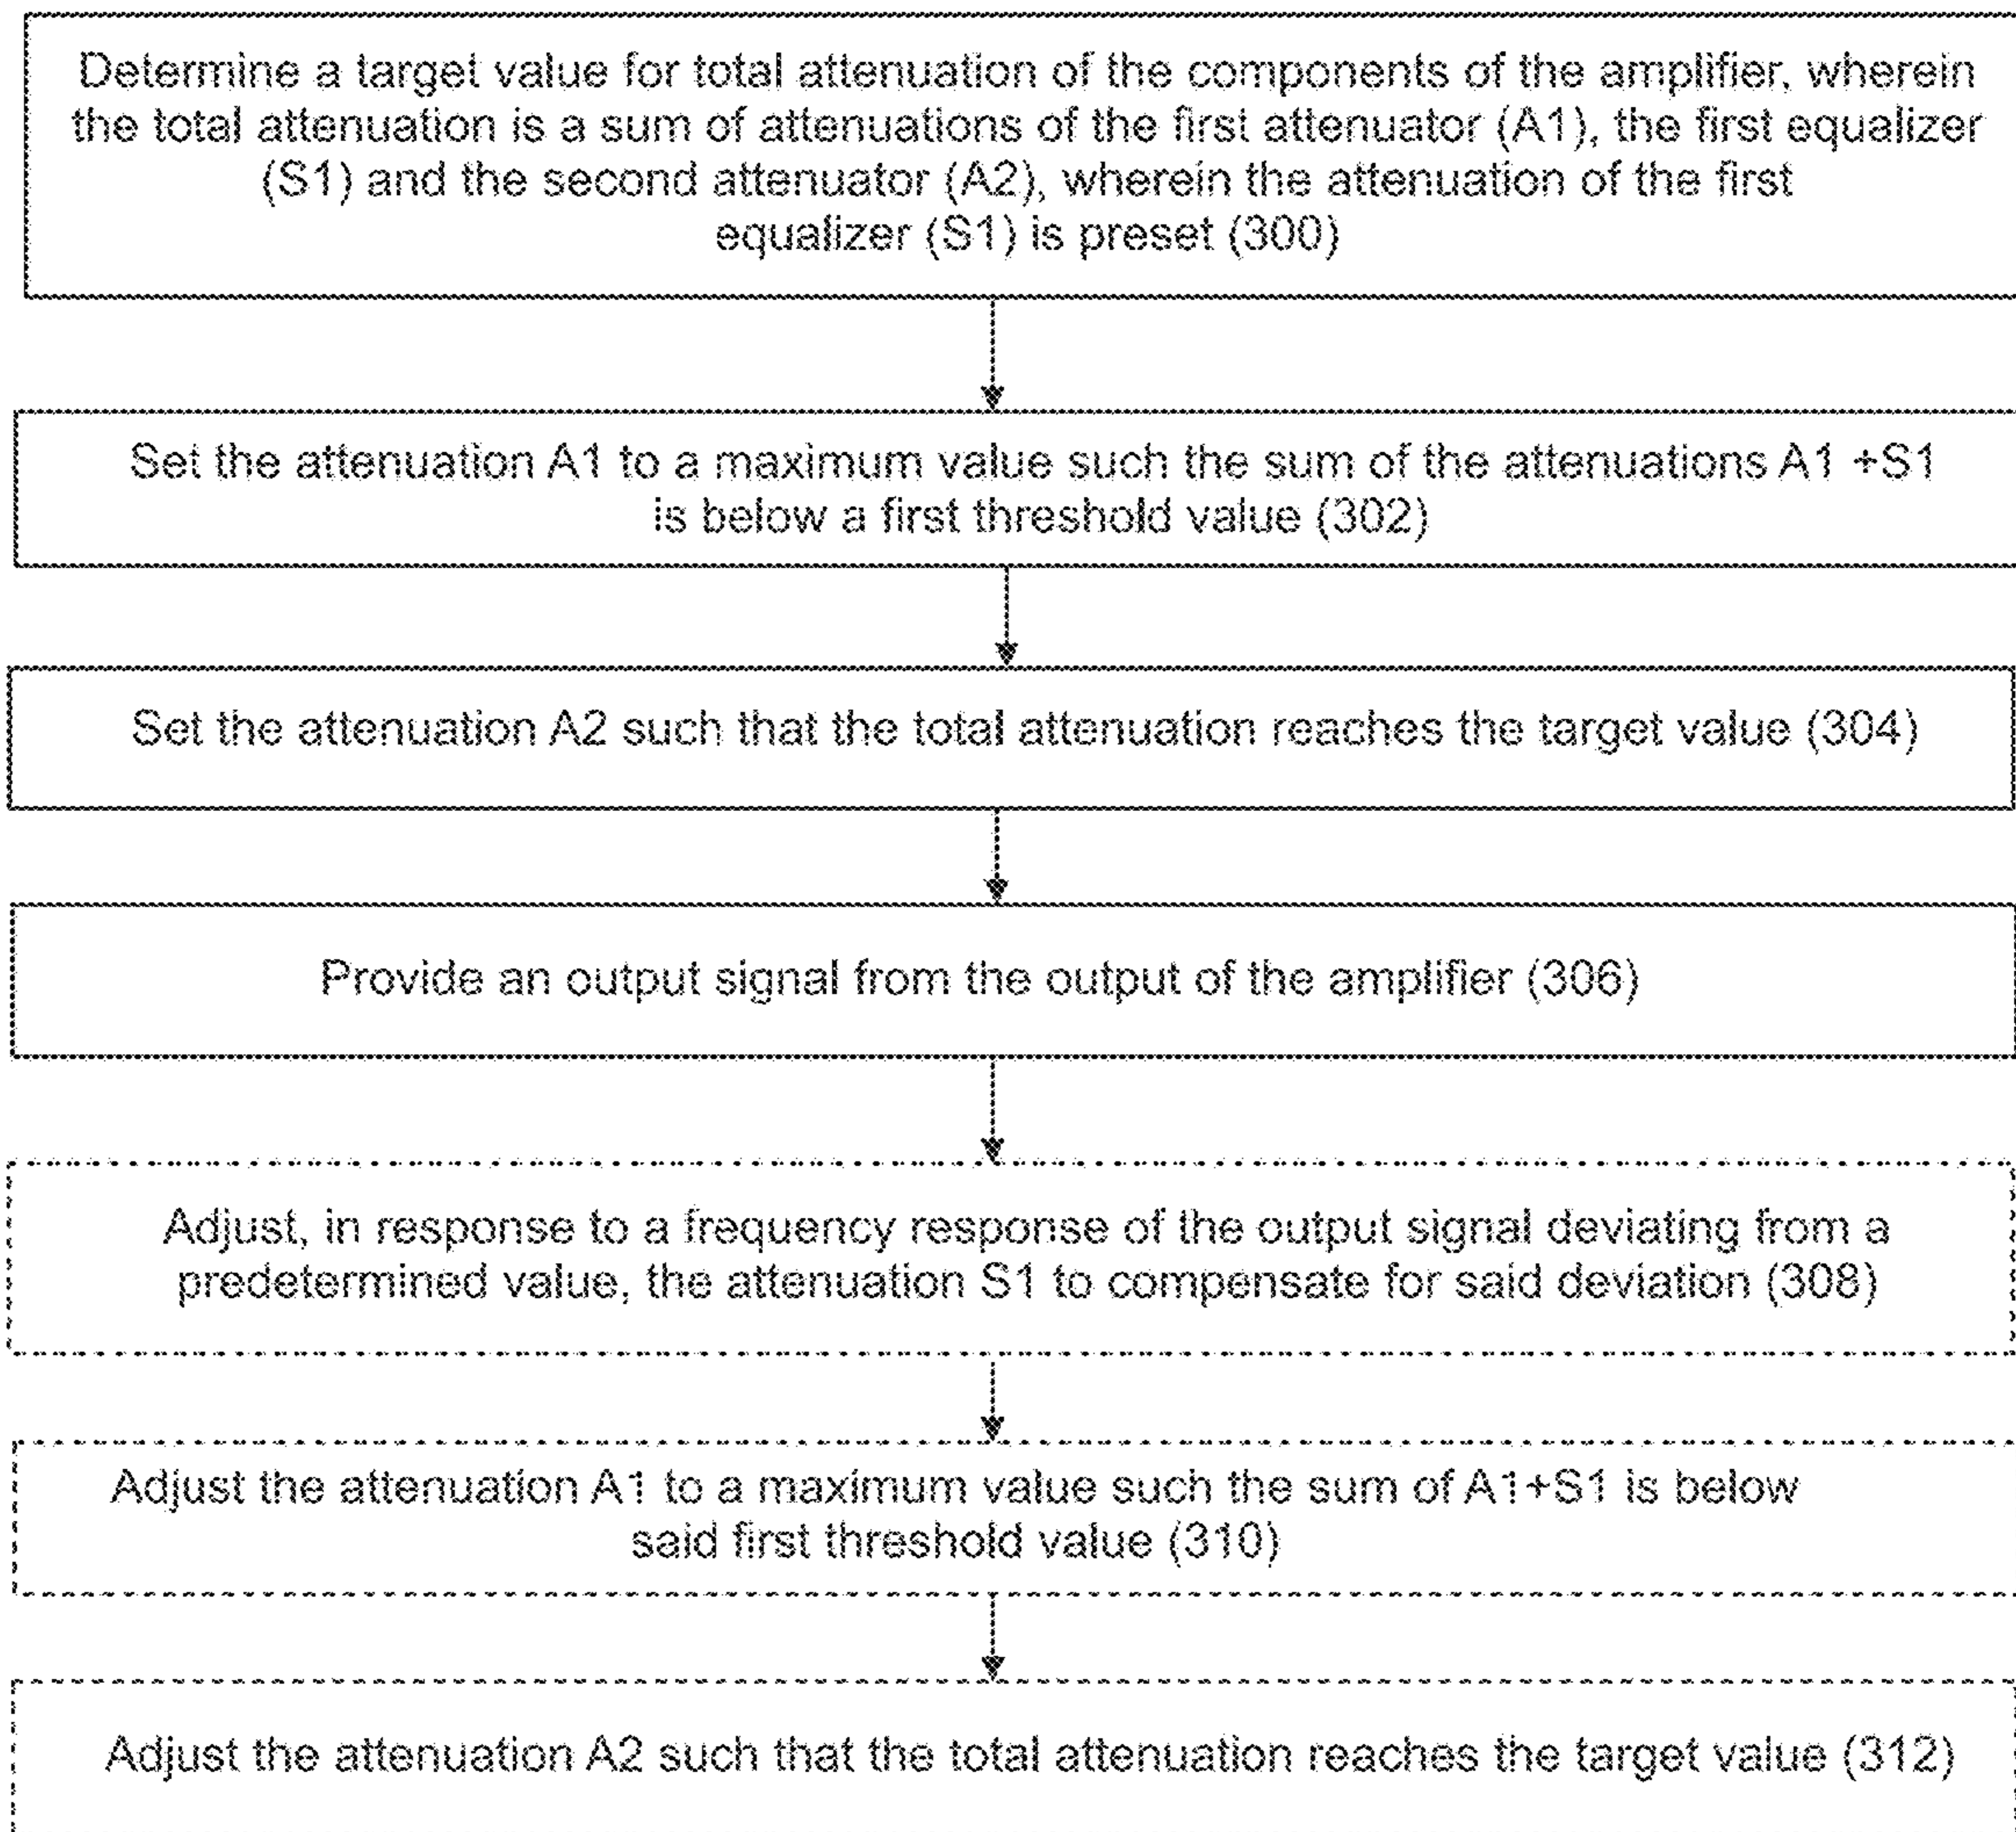 Determine a target value for total attenuation of the components of the amplifier, wherein
the total attenuation is a sum of attenuations of the first attenuator (A1), the first equalizer
(S1) and the second attenuator (A2), wherein the attenuation of the first
equalizer (S1) is preset (300)
Set the attenuation A1 to a maximum value such the sum of the attenuations A1 +S1
is below a first threshold value (302)
Set the attenuation A2 such that the total attenuation reaches the target value (304)
Provide an output signal from the output of the amplifier (306)
Adjust, in response to a frequency response of the output signal deviating from a
predetermined value, the attenuation S1 to compensate for said deviation (308)
Adjust the attenuation A1 to a maximum value such the sum of A1+S1 is below
said first threshold value (310)
Adjust the attenuation A2 such that the total attenuation reaches the target value (312)